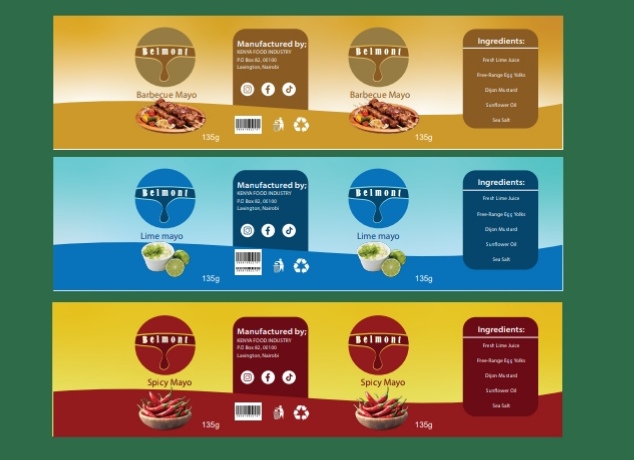 Belmont
Barbecue Mayo
135g
Manufactured by;
KENYA FOOD INDUSTRY
P.O Box 82, 00100
Lavington, Nairobi
Belmont
Barbecue Mayo
135g
Ingredients:
Fresh Lime Juice
Free-Range Egg Yolks
Dijon Mustard
Sunflower Oil
Sea Salt
Belmont
Lime mayo
135g
Manufactured by;
KENYA FOOD INDUSTRY
P.O Box 82, 00100
Lavington, Nairobi
Belmont
Lime mayo
135g
Ingredients:
Fresh Lime Juice
Free-Range Egg Yolks
Dijon Mustard
Sunflower Oil
Sea Salt
Belmont
Spicy Mayo
135g
Manufactured by;
KENYA FOOD INDUSTRY
P.O Box 82, 00100
Lavington, Nairobi
Belmont
Spicy Mayo
135g
Ingredients:
Fresh Lime Juice
Free-Range Egg Yolks
Dijon Mustard
Sunflower Oil
Sea Salt